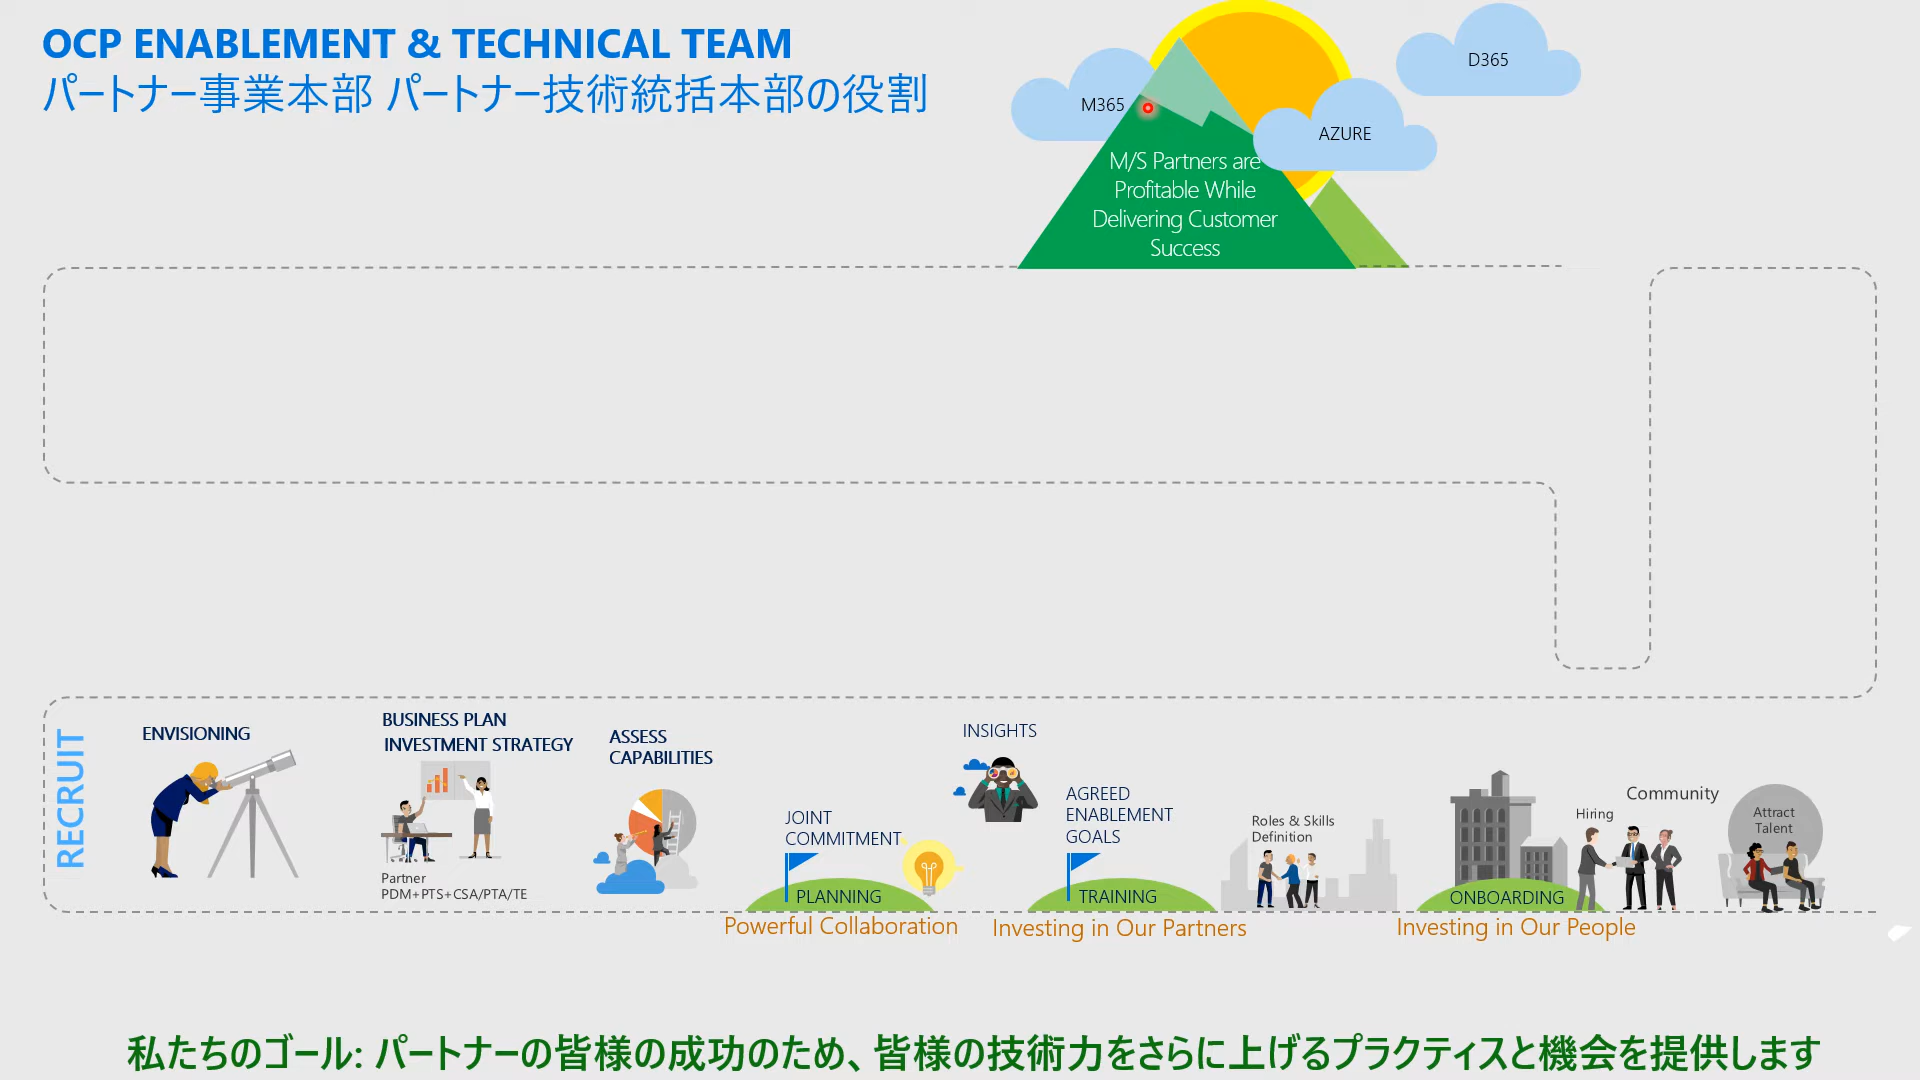 OCP ENABLEMENT & TECHNICAL TEAM
パートナー事業本部 パートナー技術統括本部の役割
D365
M365
AZURE
M/S Partners are
Profitable While
Delivering Customer
Success
RECRUIT
ENVISIONING
BUSINESS PLAN
INVESTMENT STRATEGY
Partner
PDM+PTS+CSA/PTA/TE
ASSESS
CAPABILITIES
JOINT
COMMITMENT
PLANNING
Powerful Collaboration
INSIGHTS
AGREED
ENABLEMENT
GOALS
TRAINING
Investing in Our Partners
Roles & Skills
Definition
ONBOARDING
Investing in Our People
Hiring
Community
Attract
Talent
私たちのゴール: パートナーの皆様の成功のため、皆様の技術力をさらに上げるプラクティスと機会を提供します